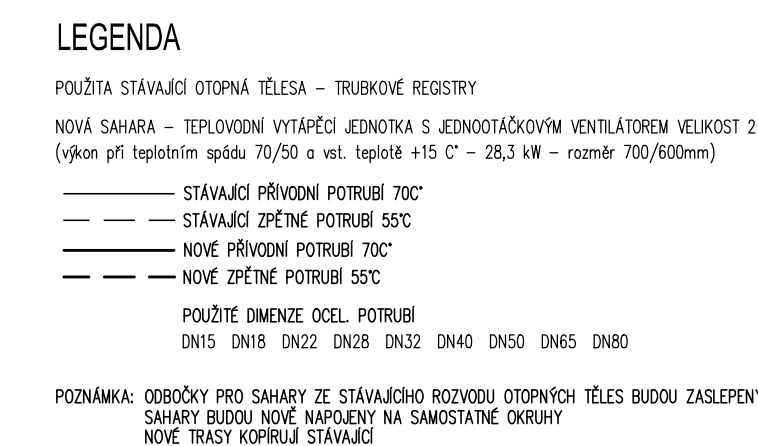 LEGENDA
POUŽITA STÁVAJÍCÍ OTOPNÁ TĚLESA – TRUBKOVÉ REGISTRY
NOVÁ SAHARA – TEPLOVODNÍ VYTÁPĚCÍ JEDNOTKA S JEDNOOTÁČKOVÝM VENTILÁTOREM VELIKOST 2
(výkon při teplotním spádu 70/50 a vst. teplotě +15 C° – 28,3 kW – rozměr 700/600mm)
STÁVAJÍCÍ PŘÍVODNÍ POTRUBÍ 70C°
STÁVAJÍCÍ ZPĚTNÉ POTRUBÍ 55°C
NOVÉ PŘÍVODNÍ POTRUBÍ 70C°
NOVÉ ZPĚTNÉ POTRUBÍ 55°C
POUŽITÉ DIMENZE OCEL. POTRUBÍ
DN15 DN18 DN22 DN28 DN32 DN40 DN50 DN65 DN80
POZNÁMKA: ODBOČKY PRO SAHARY ZE STÁVAJÍCÍHO ROZVODU OTOPNÝCH TĚLES BUDOU ZASLEPENY
SAHARY BUDOU NOVĚ NAPOJENY NA SAMOSTATNÉ OKRUHY
NOVÉ TRASY KOPÍRUJÍ STÁVAJÍCÍ